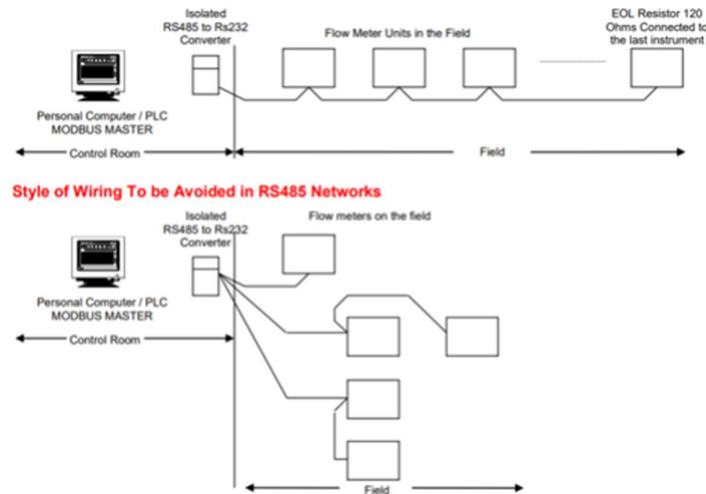 Isolated
RS485 to Rs232
Converter
Flow Meter Units in the Field
EOL Resistor 120
Ohms Connected to
the last instrument
Personal Computer / PLC
MODBUS MASTER
Control Room
Field
Style of Wiring To be Avoided in RS485 Networks
Isolated
RS485 to Rs232
Converter
Flow meters on the field
Personal Computer / PLC
MODBUS MASTER
Control Room
Field